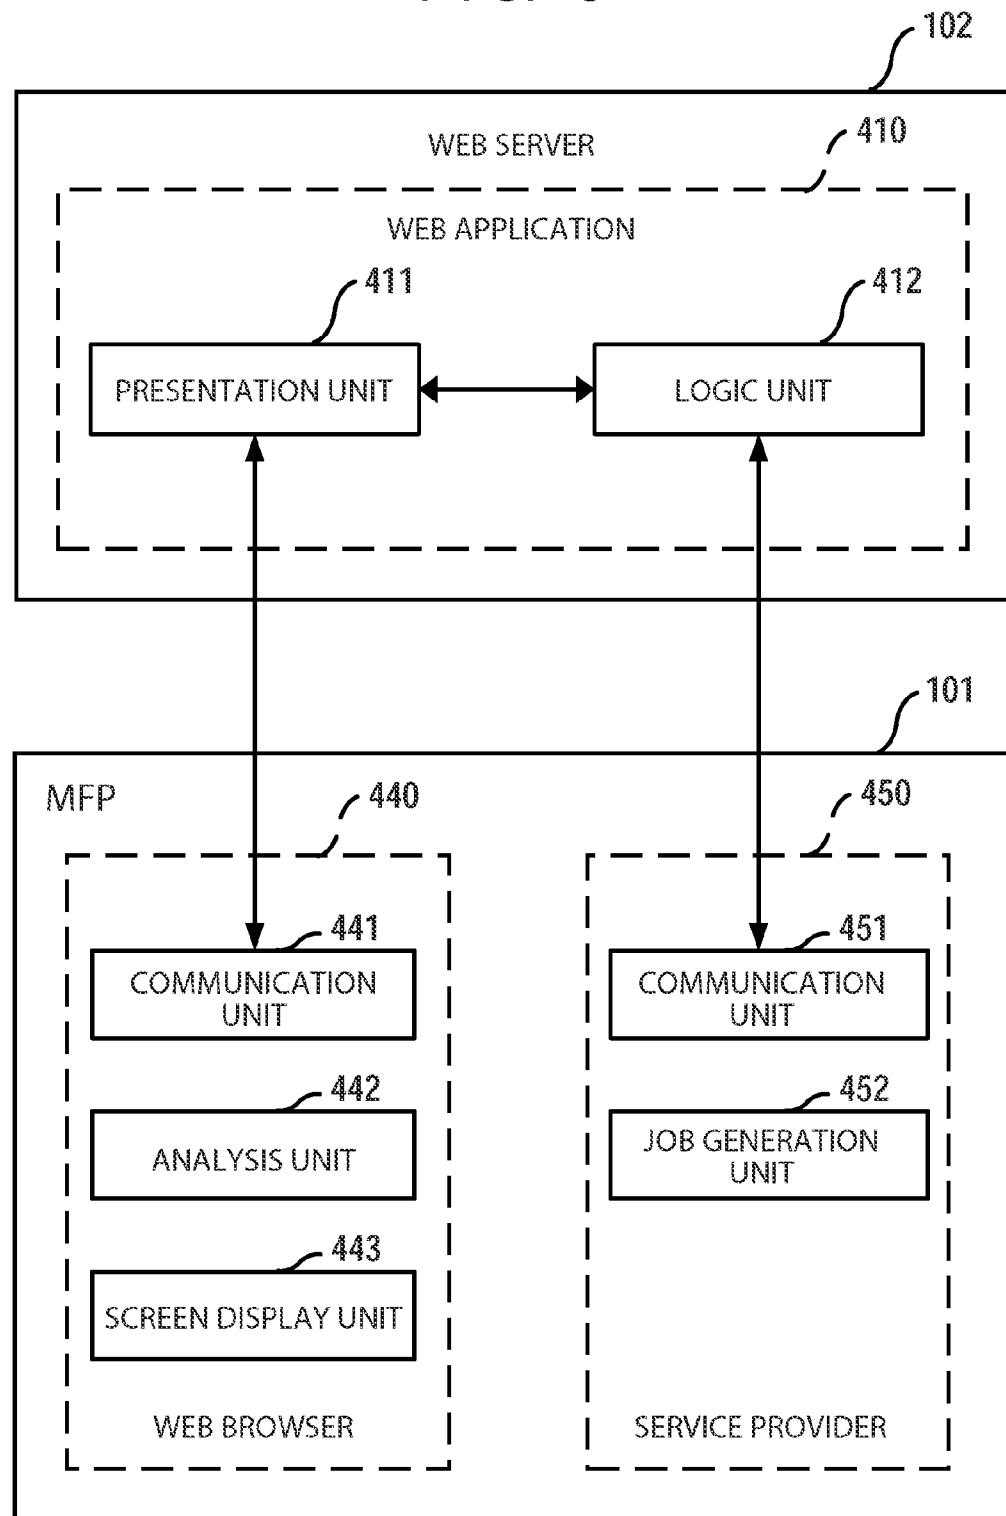 102
WEB SERVER
410
WEB APPLICATION
411
412
PRESENTATION UNIT
LOGIC UNIT
101
MFP
440
450
441
451
COMMUNICATION
UNIT
COMMUNICATION
UNIT
442
452
ANALYSIS UNIT
JOB GENERATION
UNIT
443
SCREEN DISPLAY UNIT
WEB BROWSER
SERVICE PROVIDER